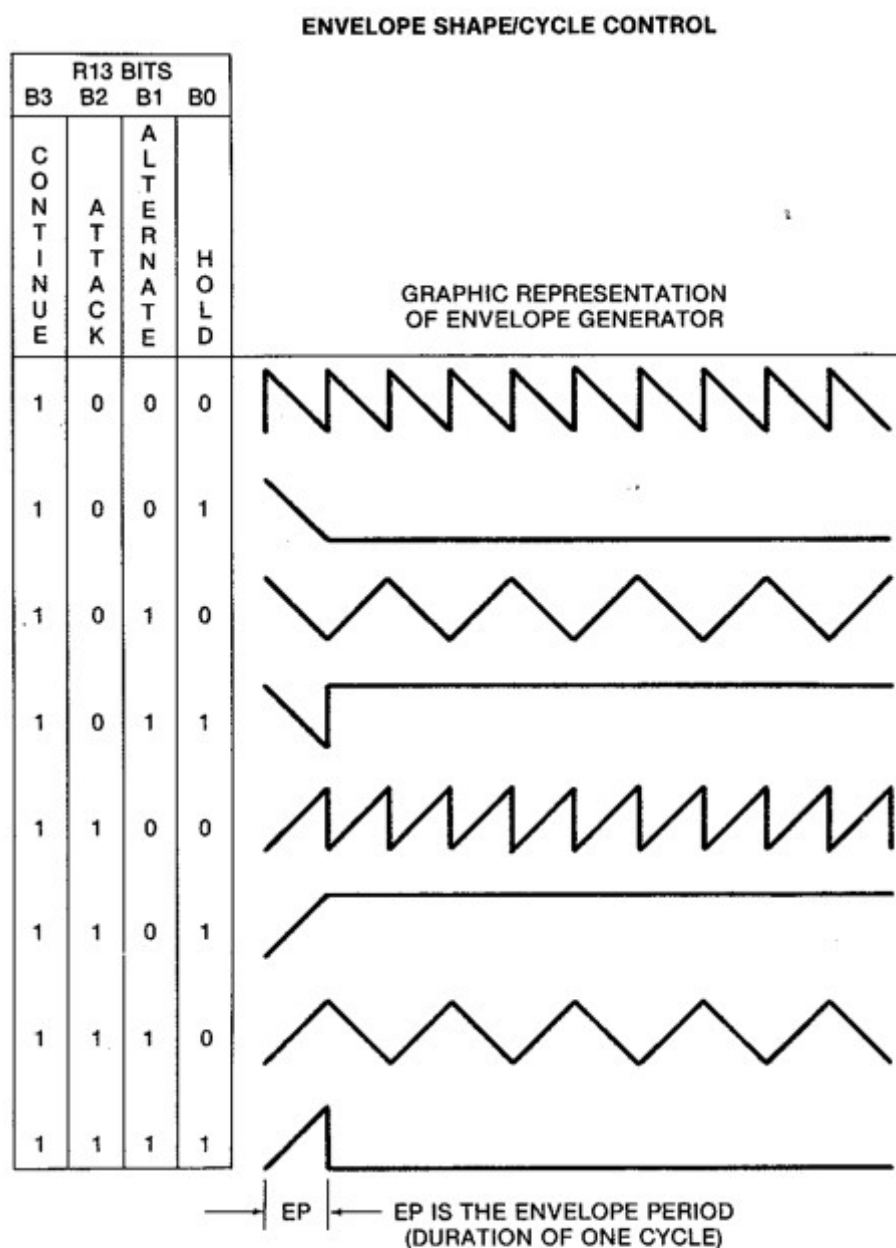 ENVELOPE SHAPE/CYCLE CONTROL
R13 BITS
B3 B2 B1 B0
CONTINUE
ATTACK
ALTERNATE
HOLD
GRAPHIC REPRESENTATION
OF ENVELOPE GENERATOR
1 0 0 0
1 0 0 1
1 0 1 0
1 0 1 1
1 1 0 0
1 1 0 1
1 1 1 0
1 1 1 1
EP
EP IS THE ENVELOPE PERIOD
(DURATION OF ONE CYCLE)